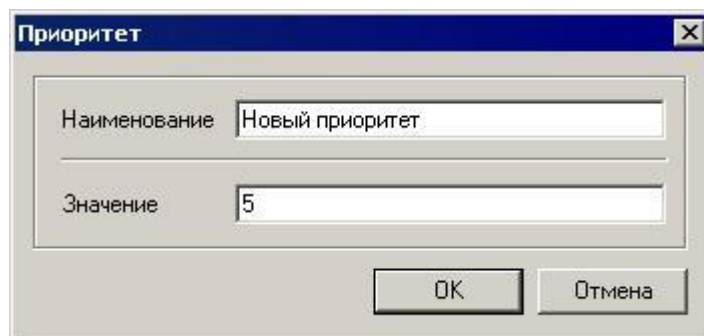 Приоритет
Наименование Новый приоритет
Значение 5
OK Отмена